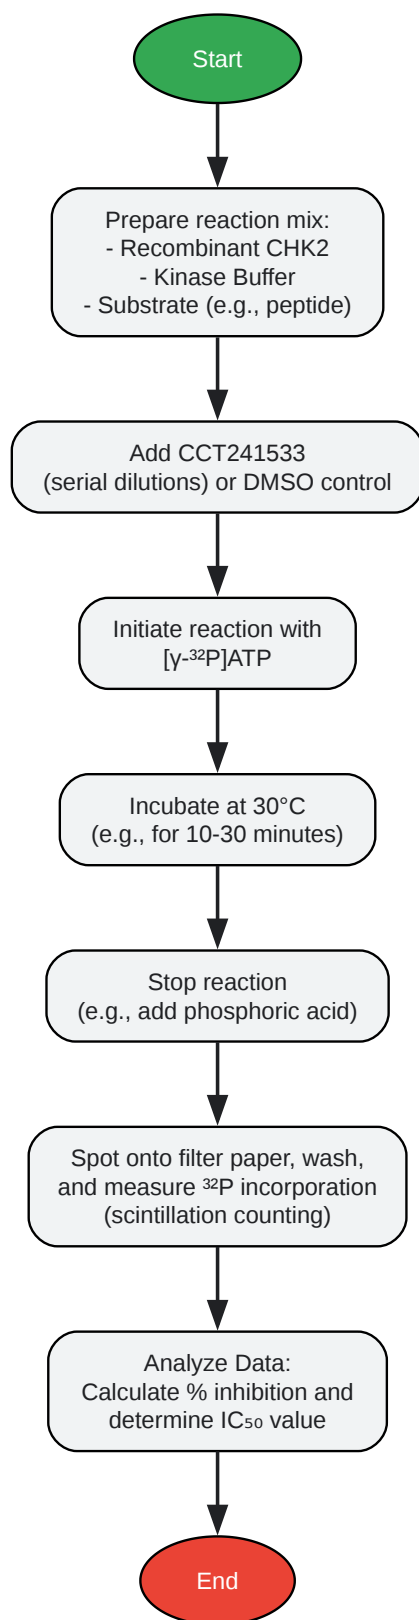 Start
Prepare reaction mix:
- Recombinant CHK2
- Kinase Buffer
- Substrate (e.g., peptide)
Add CCT241533
(serial dilutions) or DMSO control
Initiate reaction with
[γ-³²P]ATP
Incubate at 30°C
(e.g., for 10-30 minutes)
Stop reaction
(e.g., add phosphoric acid)
Spot onto filter paper, wash,
and measure ³²P incorporation
(scintillation counting)
Analyze Data:
Calculate % inhibition and
determine IC₅₀ value
End